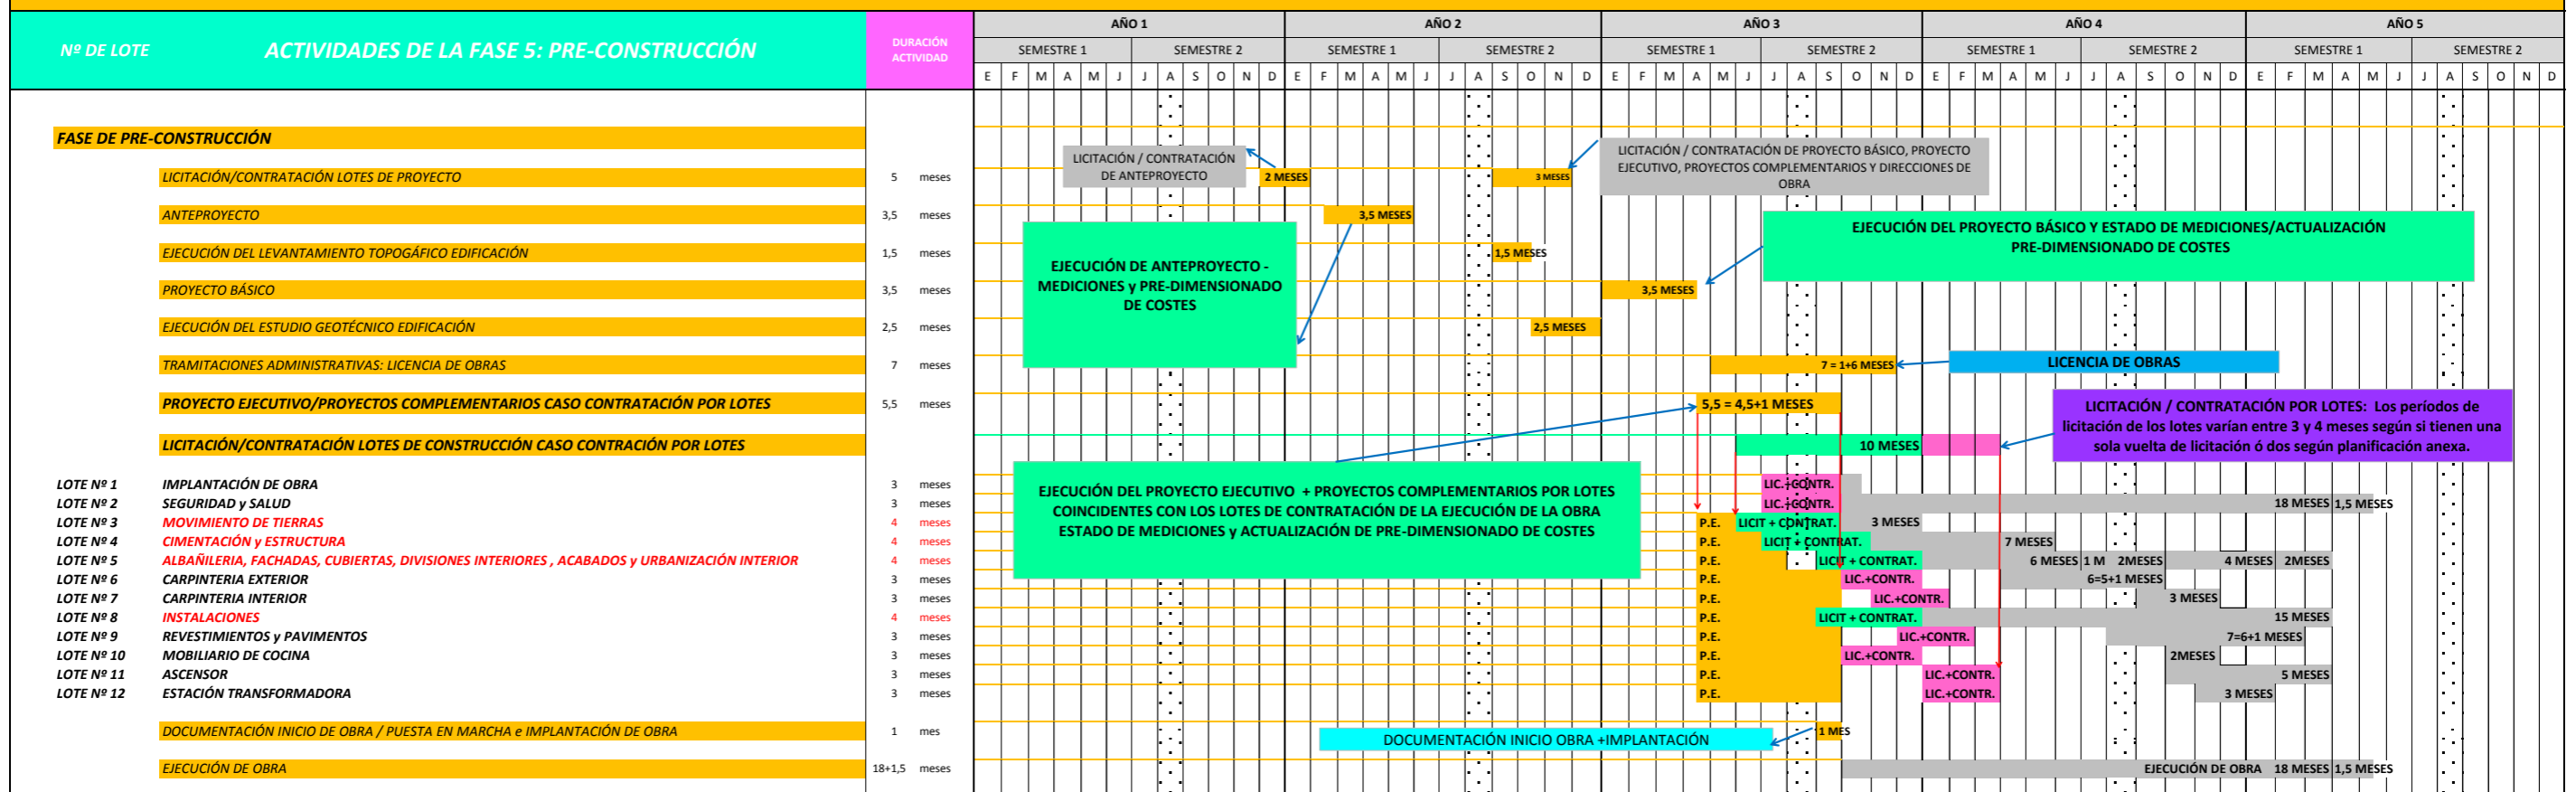 AÑO 1 AÑO 2 AÑO 3 AÑO 4 AÑO 5
Nº DE LOTE ACTIVIDADES DE LA FASE 5: PRE-CONSTRUCCIÓN DURACIÓN ACTIVIDAD
SEMESTRE 1 SEMESTRE 2 SEMESTRE 1 SEMESTRE 2 SEMESTRE 1 SEMESTRE 2 SEMESTRE 1 SEMESTRE 2 SEMESTRE 1 SEMESTRE 2
E F M A M J J A S O N D E F M A M J J A S O N D E F M A M J J A S O N D E F M A M J J A S O N D E F M A M J J A S O N D
FASE DE PRE-CONSTRUCCIÓN
LICITACIÓN / CONTRATACIÓN
DE ANTEPROYECTO
LICITACIÓN / CONTRATACIÓN DE PROYECTO BÁSICO, PROYECTO
EJECUTIVO, PROYECTOS COMPLEMENTARIOS Y DIRECCIONES DE
OBRA
LICITACIÓN/CONTRATACIÓN LOTES DE PROYECTO 5 meses 2 MESES 3 MESES
ANTEPROYECTO 3,5 meses 3,5 MESES
EJECUCIÓN DEL PROYECTO BÁSICO Y ESTADO DE MEDICIONES/ACTUALIZACIÓN
PRE-DIMENSIONADO DE COSTES
EJECUCIÓN DEL LEVANTAMIENTO TOPOGÁFICO EDIFICACIÓN 1,5 meses 1,5 MESES
EJECUCIÓN DE ANTEPROYECTO -
MEDICIONES y PRE-DIMENSIONADO
DE COSTES
PROYECTO BÁSICO 3,5 meses 3,5 MESES
EJECUCIÓN DEL ESTUDIO GEOTÉCNICO EDIFICACIÓN 2,5 meses 2,5 MESES
TRAMITACIONES ADMINISTRATIVAS: LICENCIA DE OBRAS 7 meses 7 = 1+6 MESES LICENCIA DE OBRAS
PROYECTO EJECUTIVO/PROYECTOS COMPLEMENTARIOS CASO CONTRATACIÓN POR LOTES 5,5 meses 5,5 = 4,5+1 MESES
LICITACIÓN / CONTRATACIÓN POR LOTES: Los períodos de
licitación de los lotes varían entre 3 y 4 meses según si tienen una
sola vuelta de licitación ó dos según planificación anexa.
LICITACIÓN/CONTRATACIÓN LOTES DE CONSTRUCCIÓN CASO CONTRACIÓN POR LOTES 10 MESES
EJECUCIÓN DEL PROYECTO EJECUTIVO + PROYECTOS COMPLEMENTARIOS POR LOTES
COINCIDENTES CON LOS LOTES DE CONTRATACIÓN DE LA EJECUCIÓN DE LA OBRA
ESTADO DE MEDICIONES y ACTUALIZACIÓN DE PRE-DIMENSIONADO DE COSTES
LOTE Nº 1 IMPLANTACIÓN DE OBRA 3 meses LIC.+CONTR.
LOTE Nº 2 SEGURIDAD y SALUD 3 meses LIC.+CONTR. 18 MESES 1,5 MESES
LOTE Nº 3 MOVIMIENTO DE TIERRAS 4 meses P.E. LICIT + CONTRAT. 3 MESES
LOTE Nº 4 CIMENTACIÓN y ESTRUCTURA 4 meses P.E. LICIT + CONTRAT. 7 MESES
LOTE Nº 5 ALBAÑILERIA, FACHADAS, CUBIERTAS, DIVISIONES INTERIORES , ACABADOS y URBANIZACIÓN INTERIOR 4 meses P.E. LICIT + CONTRAT. 6 MESES 1 M 2MESES 4 MESES 2MESES
LOTE Nº 6 CARPINTERIA EXTERIOR 3 meses P.E. LIC.+CONTR. 6=5+1 MESES
LOTE Nº 7 CARPINTERIA INTERIOR 3 meses P.E. LIC.+CONTR. 3 MESES
LOTE Nº 8 INSTALACIONES 4 meses P.E. LICIT + CONTRAT. 15 MESES
LOTE Nº 9 REVESTIMIENTOS y PAVIMENTOS 3 meses P.E. LIC.+CONTR. 7=6+1 MESES
LOTE Nº 10 MOBILIARIO DE COCINA 3 meses P.E. LIC.+CONTR. 2MESES
LOTE Nº 11 ASCENSOR 3 meses P.E. LIC.+CONTR. 5 MESES
LOTE Nº 12 ESTACIÓN TRANSFORMADORA 3 meses P.E. LIC.+CONTR. 3 MESES
DOCUMENTACIÓN INICIO DE OBRA / PUESTA EN MARCHA e IMPLANTACIÓN DE OBRA 1 mes 1 MES
DOCUMENTACIÓN INICIO OBRA +IMPLANTACIÓN
EJECUCIÓN DE OBRA 18+1,5 meses EJECUCIÓN DE OBRA 18 MESES 1,5 MESES